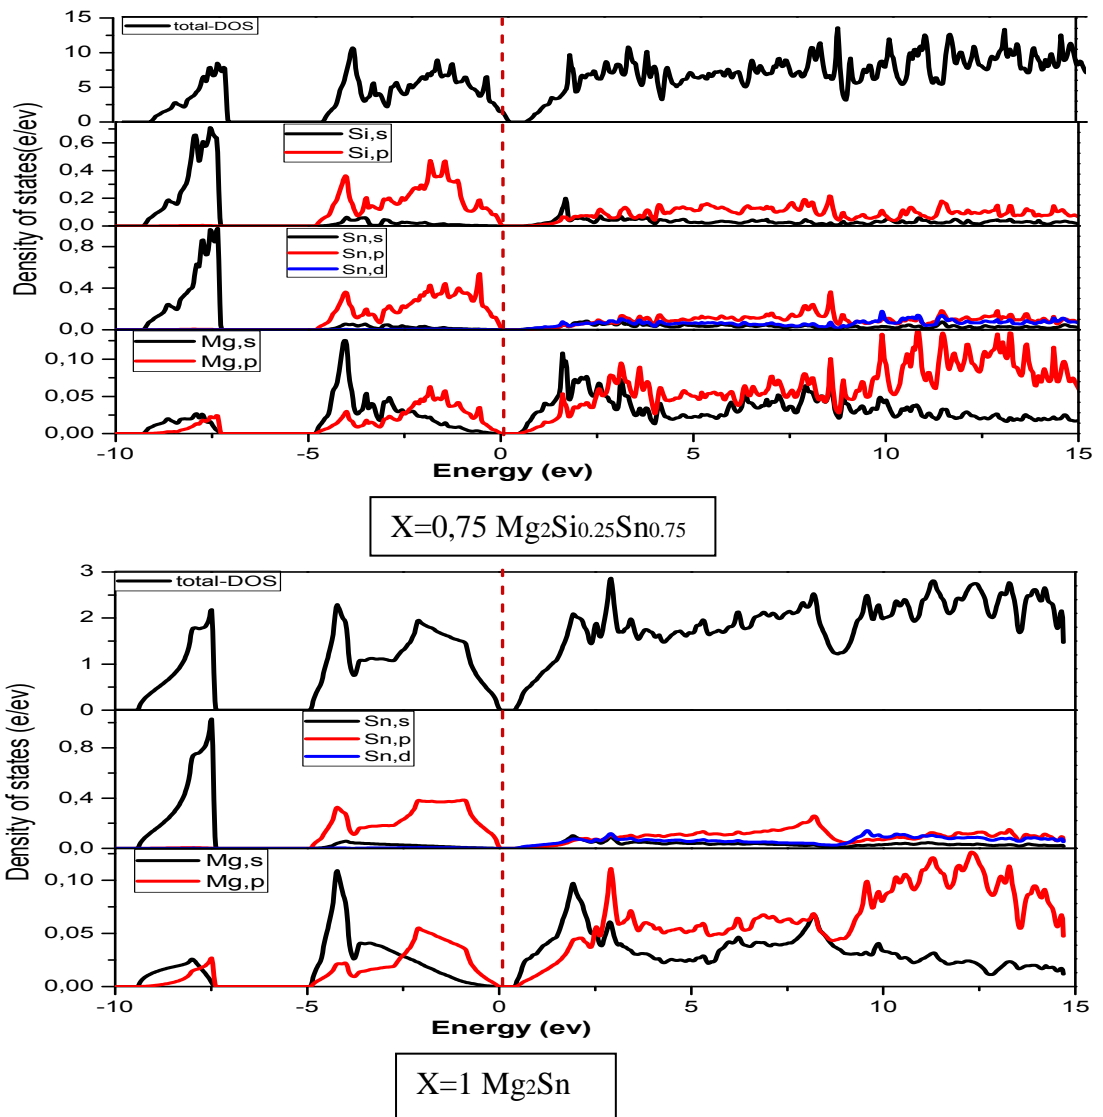 15
10
5
0
total-DOS
Density of states(e/ev)
0,6
0,4
0,2
0,0
Si,s
Si,p
0,8
0,4
0,0
Sn,s
Sn,p
Sn,d
0,10
0,05
0,00
Mg,s
Mg,p
-10 -5 0 5 10 15
Energy (ev)
X=0,75 Mg₂Si₀.₂₅Sn₀.₇₅
3
2
1
0
total-DOS
Density of states (e/ev)
0,8
0,4
0,0
Sn,s
Sn,p
Sn,d
0,10
0,05
0,00
Mg,s
Mg,p
-10 -5 0 5 10 15
Energy (ev)
X=1 Mg₂Sn